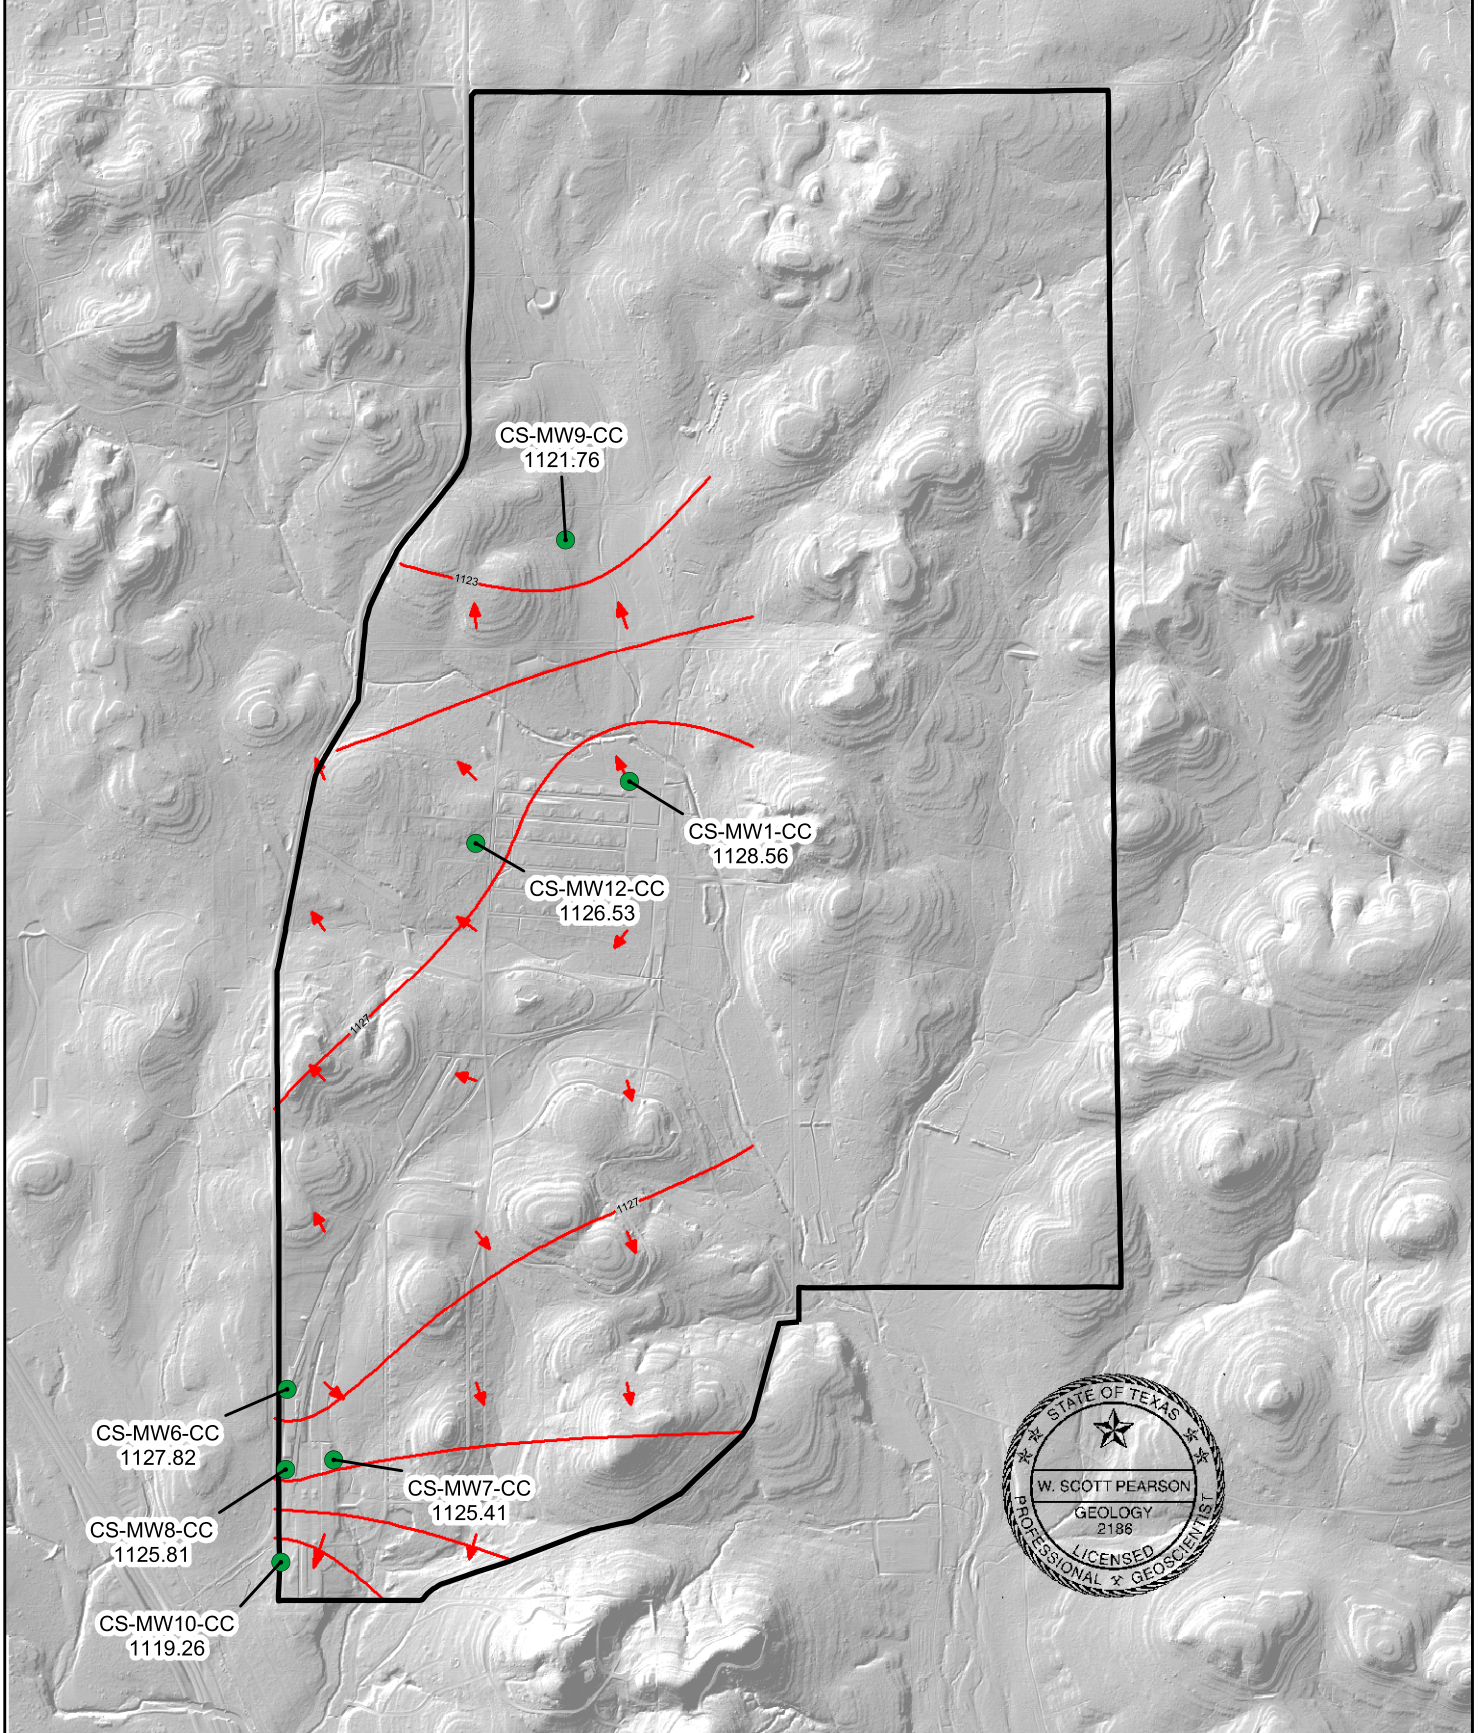 CS-MW9-CC
1121.76
1123
CS-MW1-CC
1128.56
CS-MW12-CC
1126.53
1127
1127
CS-MW6-CC
1127.82
CS-MW7-CC
1125.41
CS-MW8-CC
1125.81
CS-MW10-CC
1119.26
STATE OF TEXAS
W. SCOTT PEARSON
GEOLOGY
2186
LICENSED
PROFESSIONAL GEOSCIENTIST